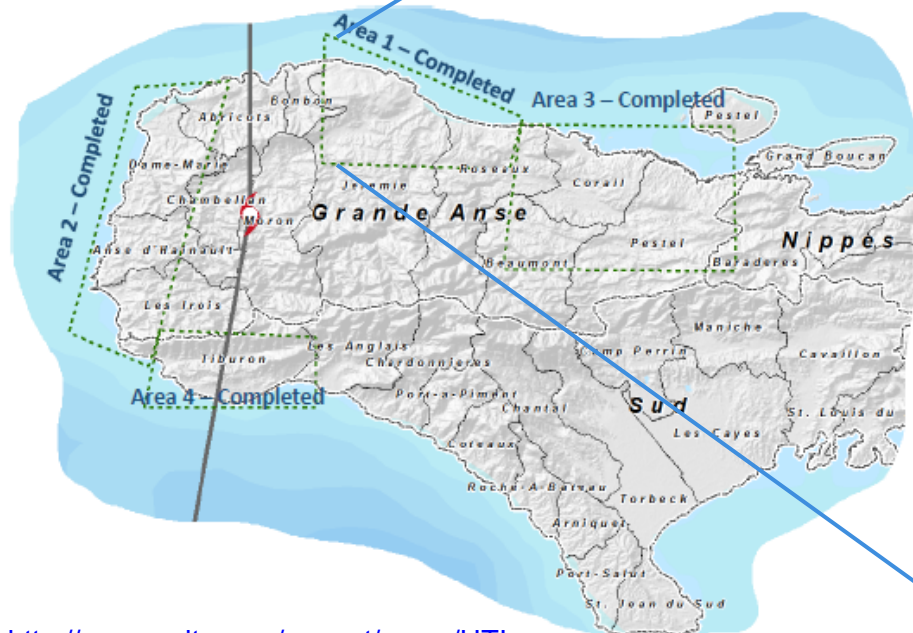 Area 1 – Completed
Area 3 – Completed
Pestel
Bonbon
Abricots
Grand Boucan
Area 2 – Completed
Dame-Marie
Roseaux
Jeremie
Corail
Chambellan
Moron
Grande Anse
Pestel
Nippes
Anse d'Hainault
Beaumont
Baraderes
Les Irois
Maniche
Les Anglais
Camp Perrin
Cavaillon
Tiburon
Chardonnieres
Area 4 – Completed
Port-a-Piment
Chantal
Sud
St. Louis du
Les Cayes
Coteaux
Roche-A-Bateau
Torbeck
Arniquet
Port-Salut
St. Jean du Sud